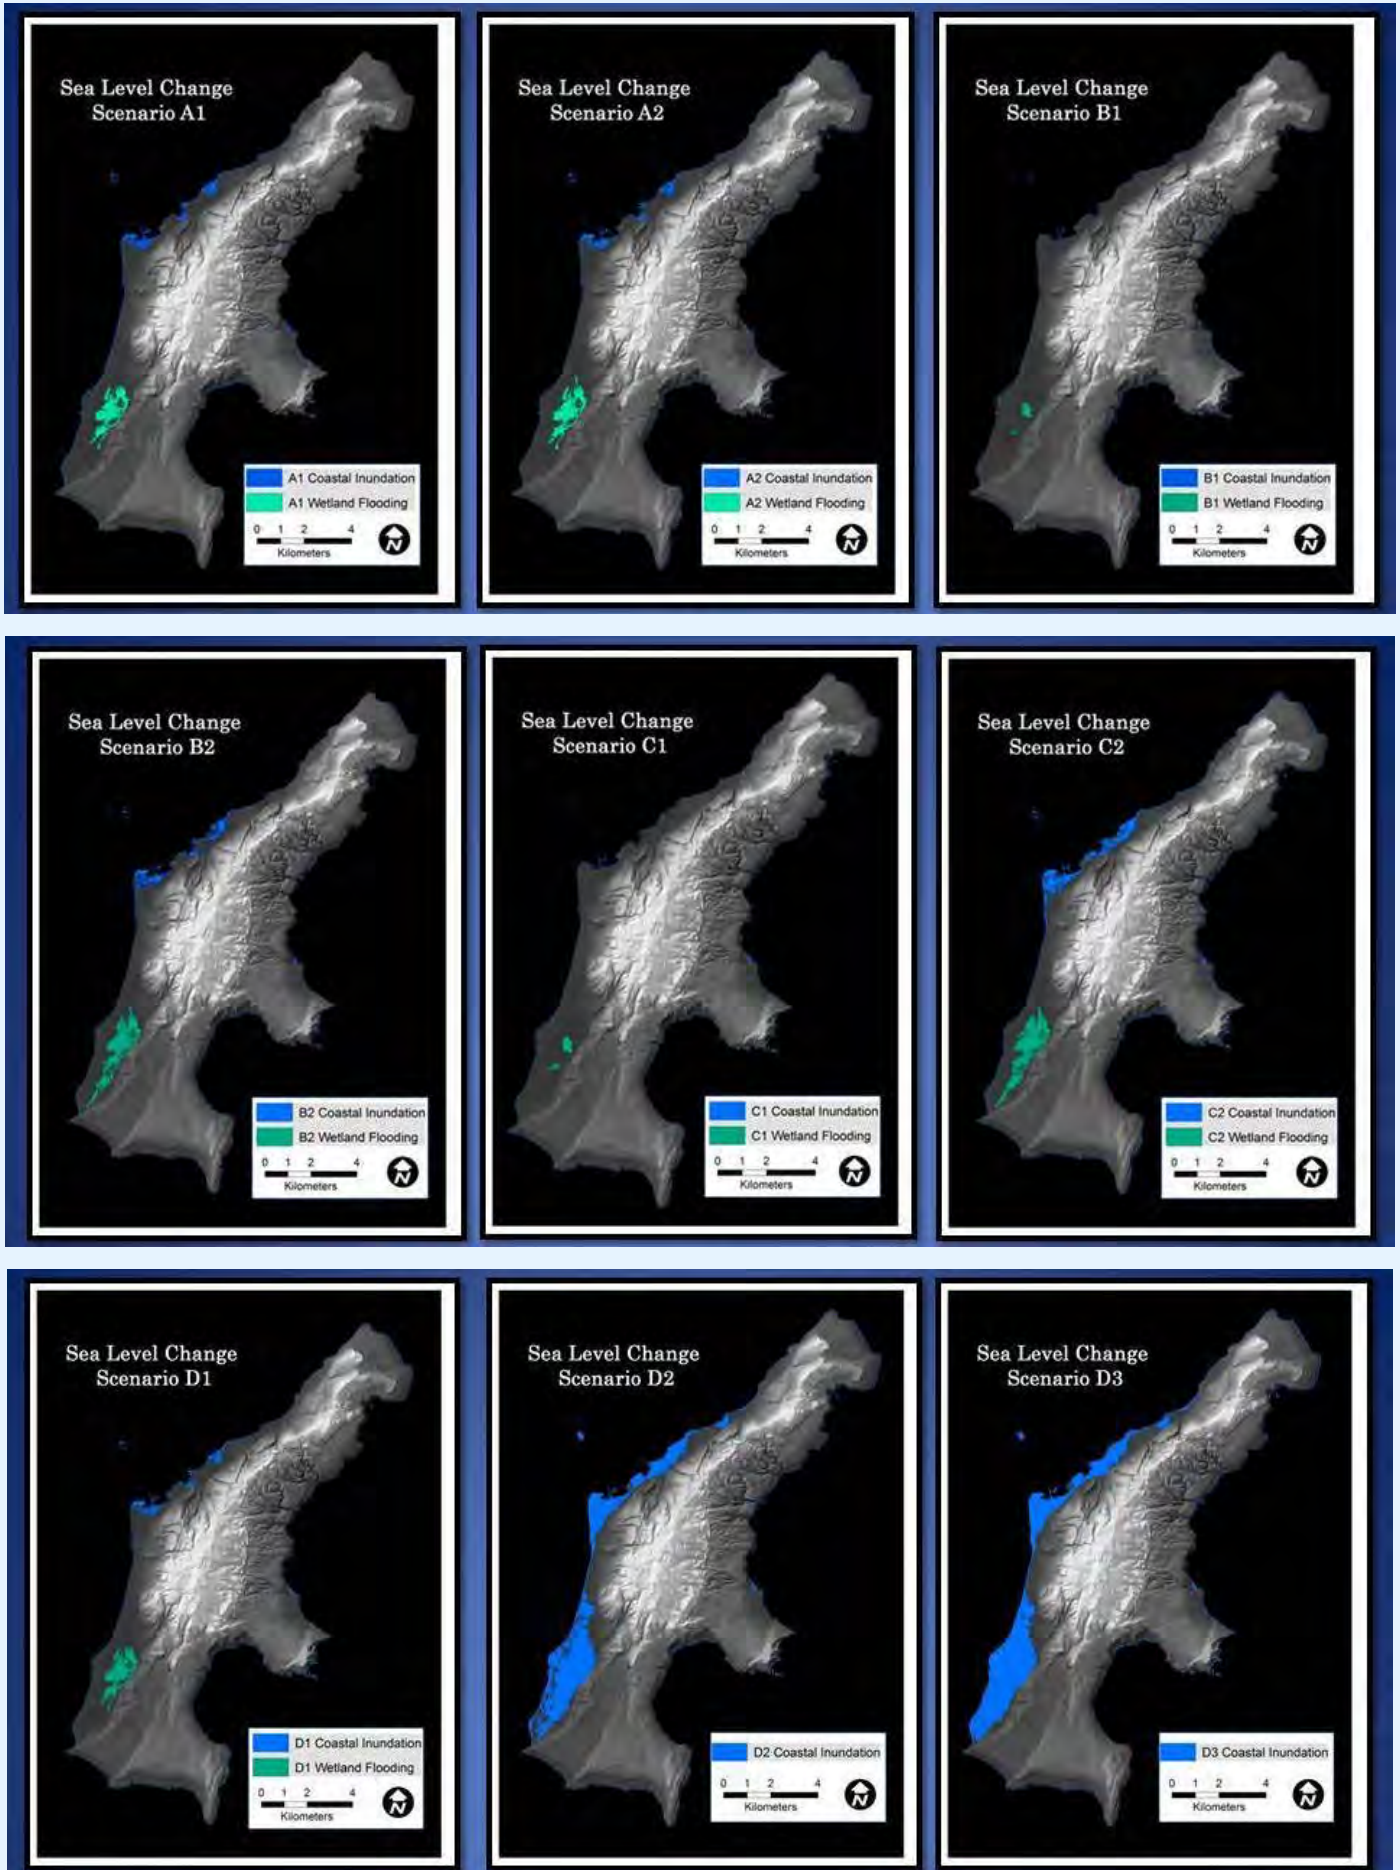 Sea Level Change
Scenario A1
A1 Coastal Inundation
A1 Wetland Flooding
0 1 2 4
Kilometers
N
Sea Level Change
Scenario A2
A2 Coastal Inundation
A2 Wetland Flooding
0 1 2 4
Kilometers
N
Sea Level Change
Scenario B1
B1 Coastal Inundation
B1 Wetland Flooding
0 1 2 4
Kilometers
N
Sea Level Change
Scenario B2
B2 Coastal Inundation
B2 Wetland Flooding
0 1 2 4
Kilometers
N
Sea Level Change
Scenario C1
C1 Coastal Inundation
C1 Wetland Flooding
0 1 2 4
Kilometers
N
Sea Level Change
Scenario C2
C2 Coastal Inundation
C2 Wetland Flooding
0 1 2 4
Kilometers
N
Sea Level Change
Scenario D1
D1 Coastal Inundation
D1 Wetland Flooding
0 1 2 4
Kilometers
N
Sea Level Change
Scenario D2
D2 Coastal Inundation
0 1 2 4
Kilometers
N
Sea Level Change
Scenario D3
D3 Coastal Inundation
0 1 2 4
Kilometers
N